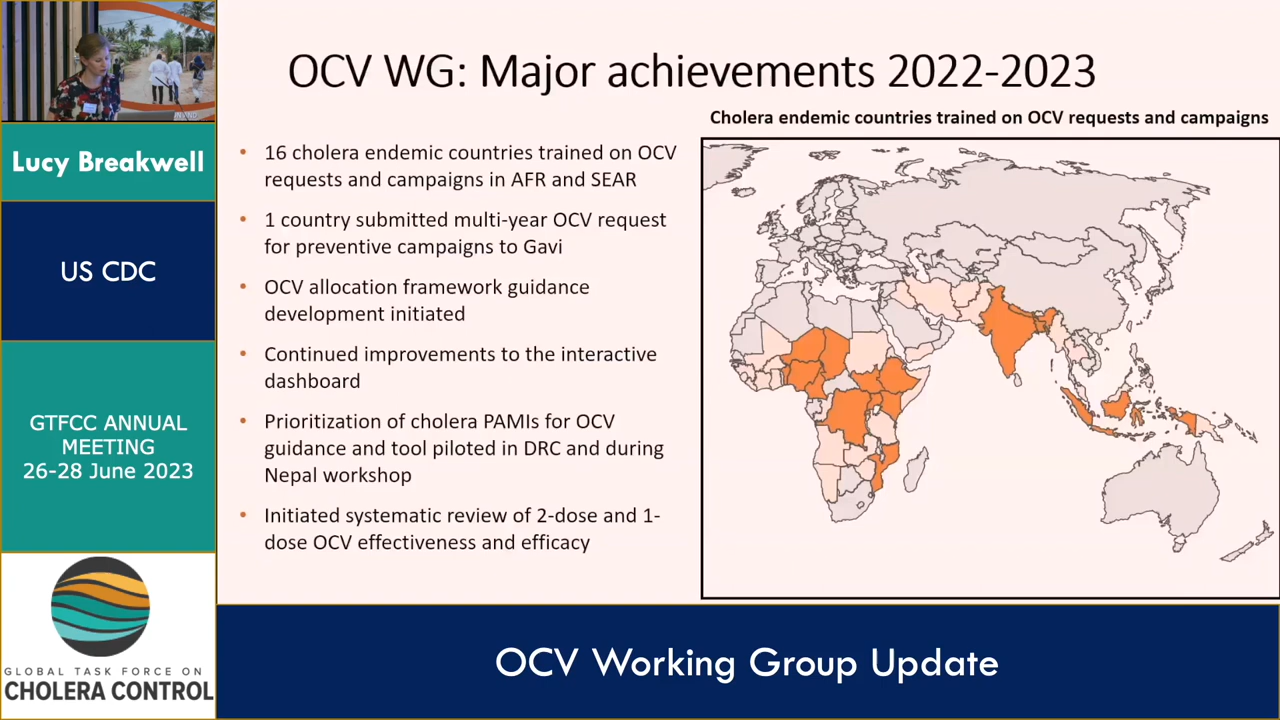 OCV WG: Major achievements 2022-2023
Cholera endemic countries trained on OCV requests and campaigns
Lucy Breakwell
US CDC
GTFCC ANNUAL
MEETING
26-28 June 2023
GLOBAL TASK FORCE ON
CHOLERA CONTROL
• 16 cholera endemic countries trained on OCV
requests and campaigns in AFR and SEAR
• 1 country submitted multi-year OCV request
for preventive campaigns to Gavi
• OCV allocation framework guidance
development initiated
• Continued improvements to the interactive
dashboard
• Prioritization of cholera PAMIs for OCV
guidance and tool piloted in DRC and during
Nepal workshop
• Initiated systematic review of 2-dose and 1-
dose OCV effectiveness and efficacy
OCV Working Group Update